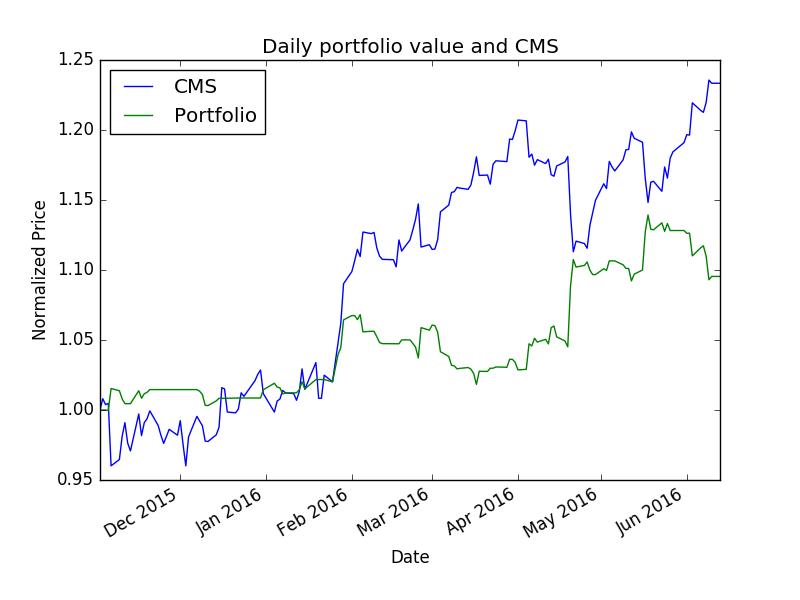 Daily portfolio value and CMS
1.25
1.20
1.15
1.10
1.05
1.00
0.95
Normalized Price
CMS
Portfolio
Dec 2015
Jan 2016
Feb 2016
Mar 2016
Apr 2016
May 2016
Jun 2016
Date